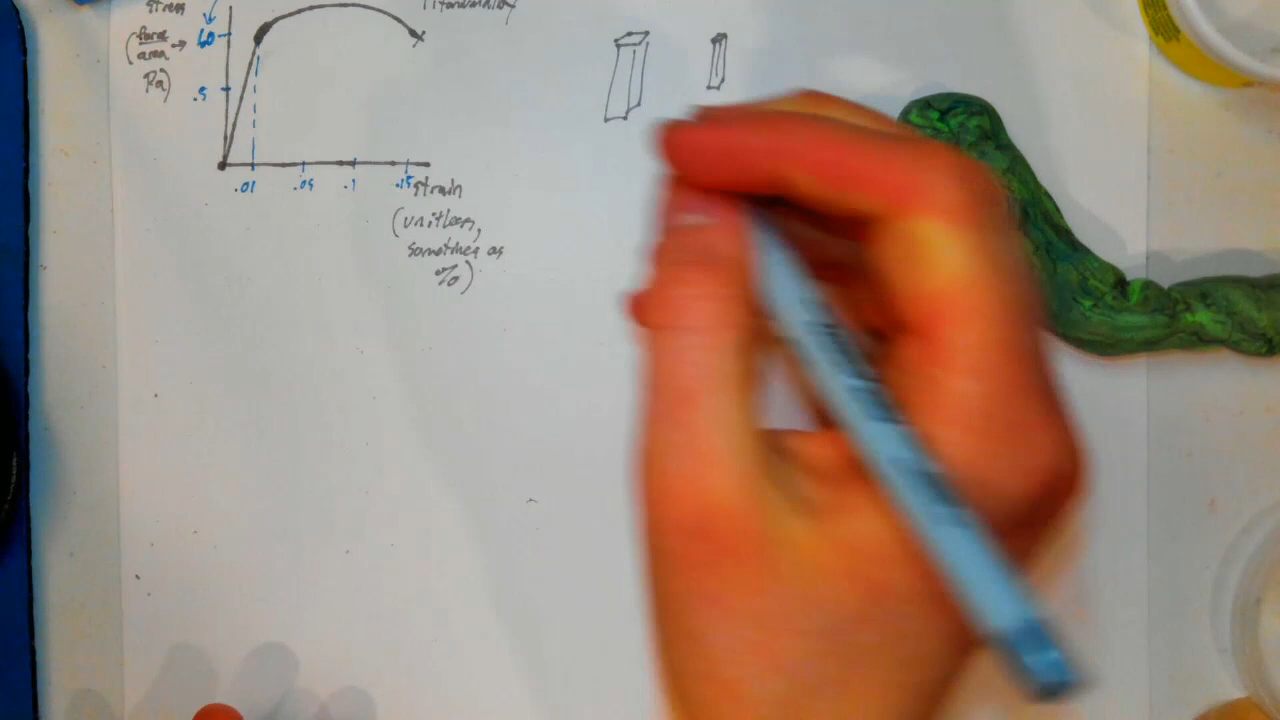 stress
(force
area
Pa)
60
.5
.01
.05
.1
.15
strain
(unitless,
sometimes as
%)